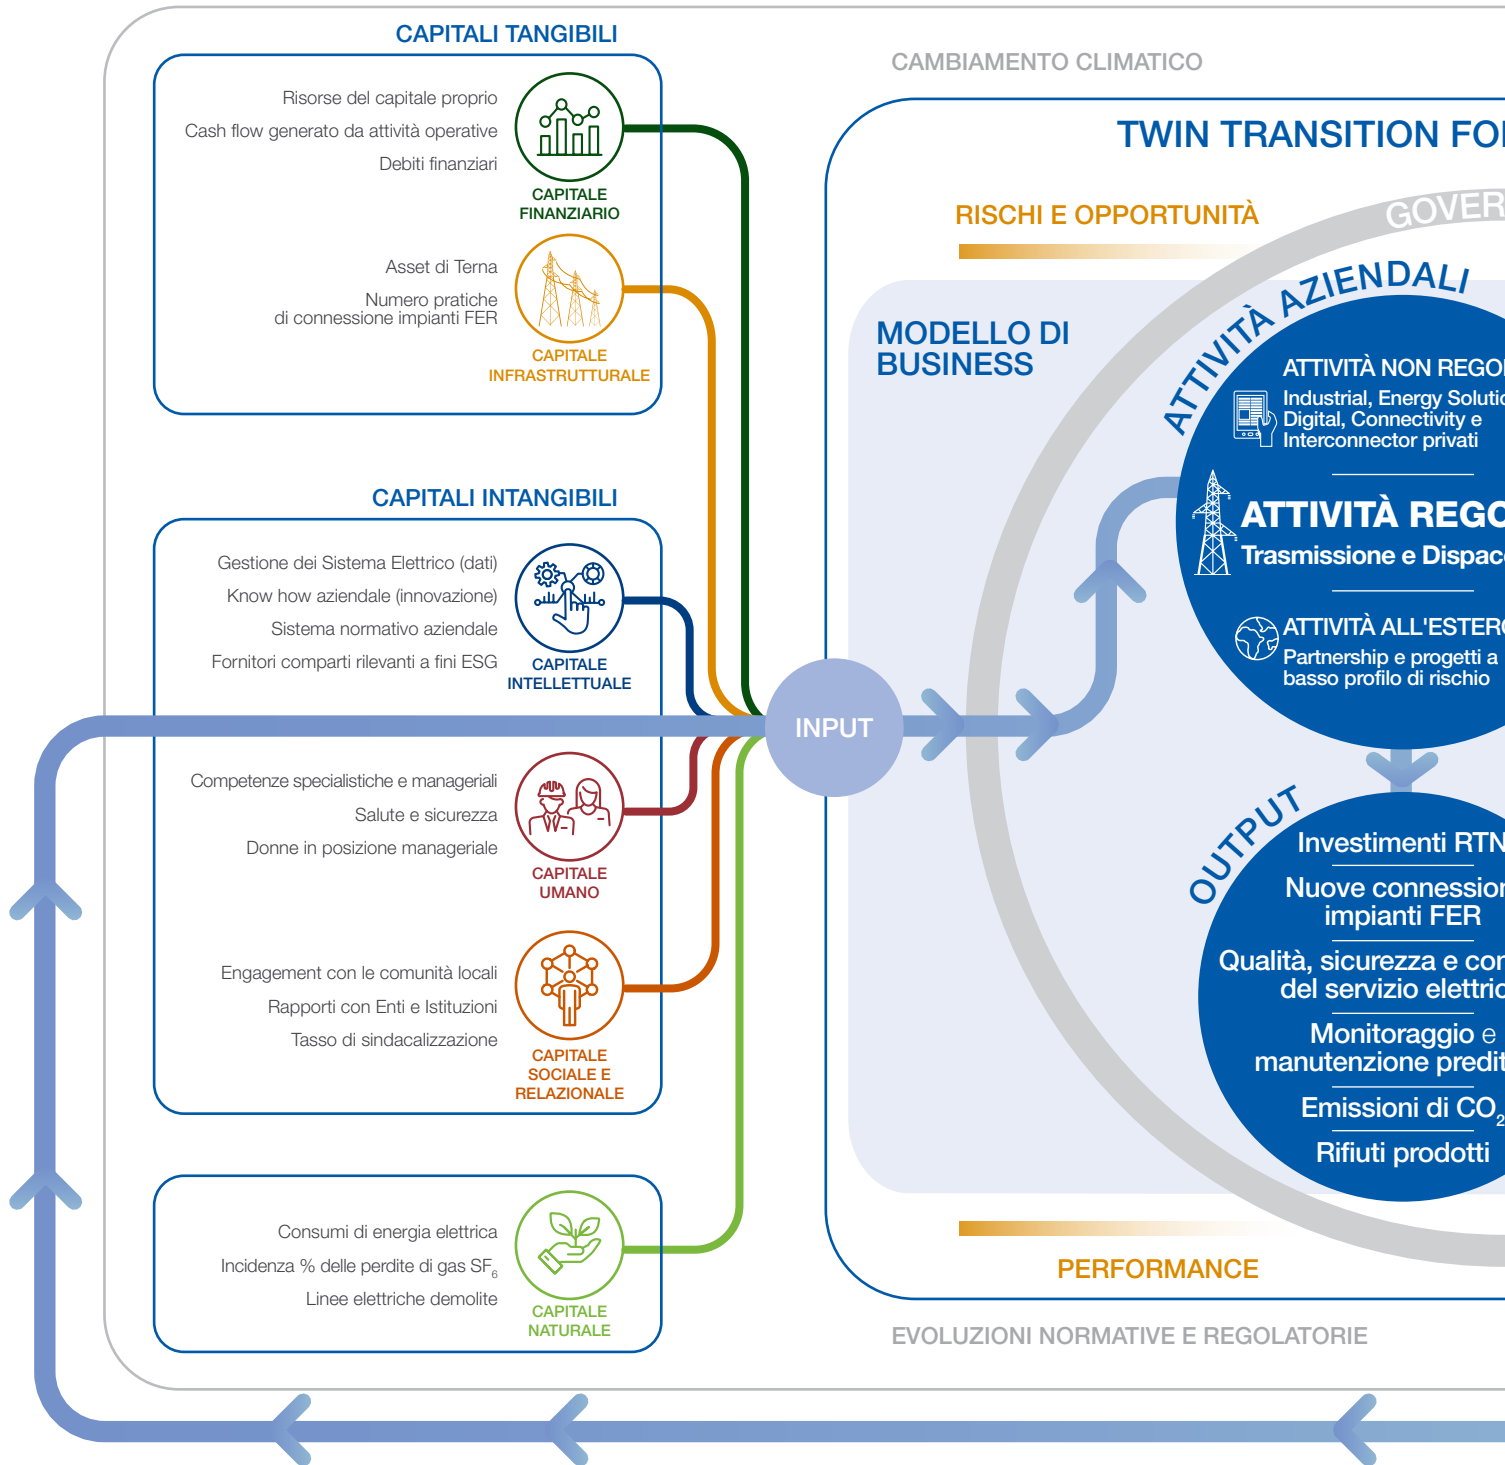 CAPITALI TANGIBILI
Risorse del capitale proprio
Cash flow generato da attività operative
Debiti finanziari
CAPITALE
FINANZIARIO
Asset di Terna
Numero pratiche
di connessione impianti FER
CAPITALE
INFRASTRUTTURALE
CAPITALI INTANGIBILI
Gestione dei Sistema Elettrico (dati)
Know how aziendale (innovazione)
Sistema normativo aziendale
Fornitori comparti rilevanti a fini ESG
CAPITALE
INTELLETTUALE
Competenze specialistiche e manageriali
Salute e sicurezza
Donne in posizione manageriale
CAPITALE
UMANO
Engagement con le comunità locali
Rapporti con Enti e Istituzioni
Tasso di sindacalizzazione
CAPITALE
SOCIALE E
RELAZIONALE
Consumi di energia elettrica
Incidenza % delle perdite di gas SF₆
Linee elettriche demolite
CAPITALE
NATURALE
INPUT
CAMBIAMENTO CLIMATICO
TWIN TRANSITION FO
RISCHI E OPPORTUNITÀ
GOVER
MODELLO DI
BUSINESS
ATTIVITÀ AZIENDALI
ATTIVITÀ NON REGO
Industrial, Energy Soluti
Digital, Connectivity e
Interconnector privati
ATTIVITÀ REGO
Trasmissione e Dispac
ATTIVITÀ ALL'ESTERO
Partnership e progetti a
basso profilo di rischio
OUTPUT
Investimenti RTN
Nuove connession
impianti FER
Qualità, sicurezza e con
del servizio elettric
Monitoraggio e
manutenzione predit
Emissioni di CO₂
Rifiuti prodotti
PERFORMANCE
EVOLUZIONI NORMATIVE E REGOLATORIE